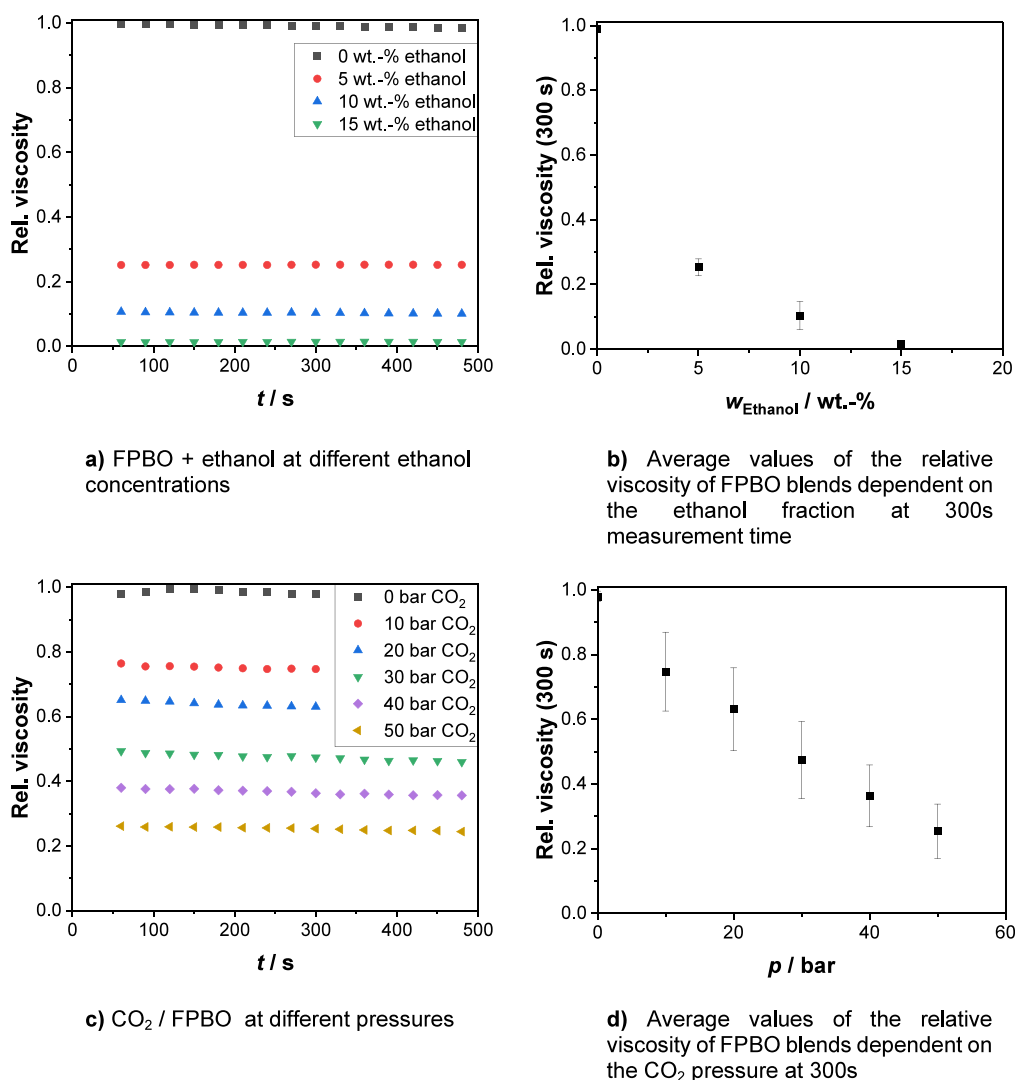 1.0
0.8
0.6
0.4
0.2
0.0
Rel. viscosity
0 wt.-% ethanol
5 wt.-% ethanol
10 wt.-% ethanol
15 wt.-% ethanol
0 100 200 300 400 500
t / s
a) FPBO + ethanol at different ethanol
concentrations
1.0
0.8
0.6
0.4
0.2
0.0
Rel. viscosity (300 s)
0 5 10 15 20
wEthanol / wt.-%
b) Average values of the relative
viscosity of FPBO blends dependent on
the ethanol fraction at 300s
measurement time
1.0
0.8
0.6
0.4
0.2
0.0
Rel. viscosity
0 bar CO2
10 bar CO2
20 bar CO2
30 bar CO2
40 bar CO2
50 bar CO2
0 100 200 300 400 500
t / s
c) CO2 / FPBO at different pressures
1.0
0.8
0.6
0.4
0.2
0.0
Rel. viscosity (300 s)
0 20 40 60
p / bar
d) Average values of the relative
viscosity of FPBO blends dependent on
the CO2 pressure at 300s